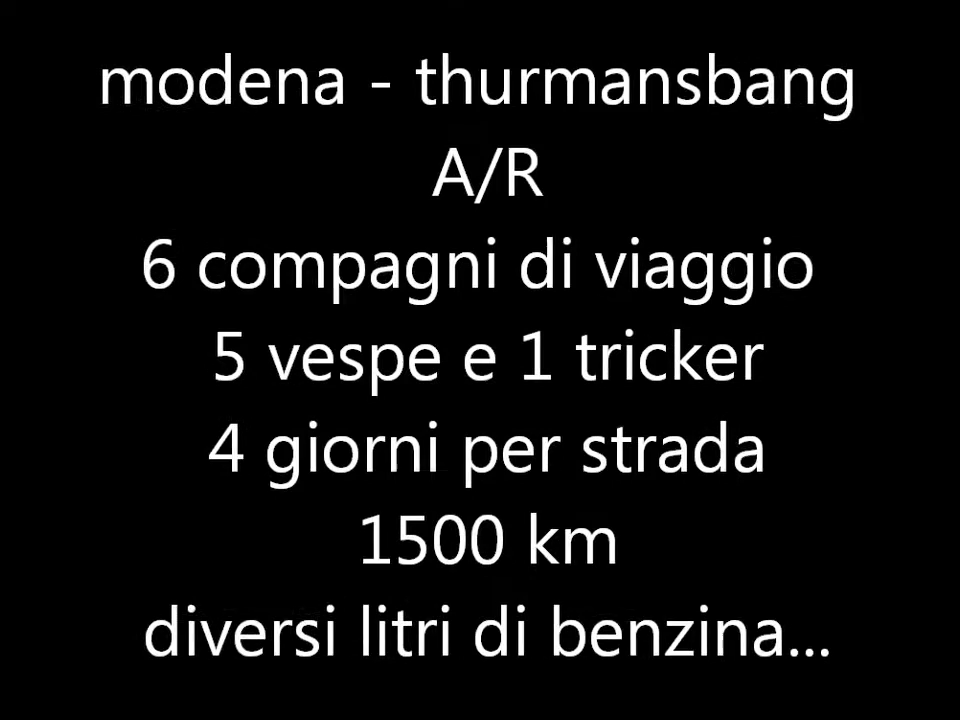 modena - thurmansbang
A/R
6 compagni di viaggio
5 vespe e 1 tricker
4 giorni per strada
1500 km
diversi litri di benzina...